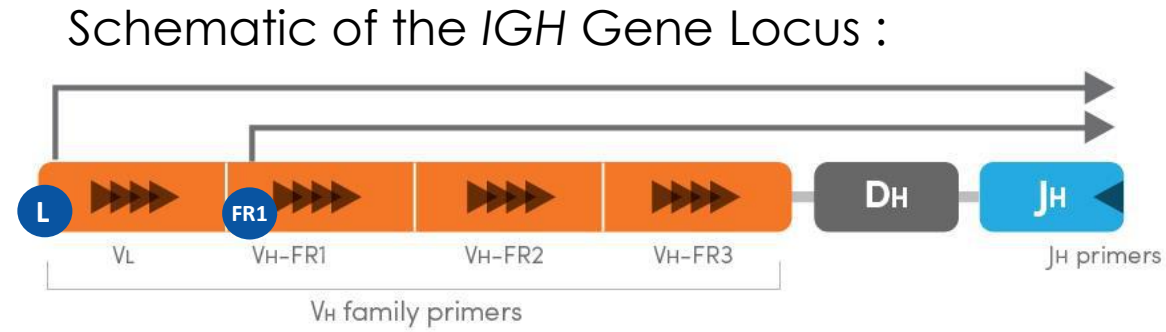 Schematic of the IGH Gene Locus :
L FR1 DH JH
VL VH-FR1 VH-FR2 VH-FR3 JH primers
VH family primers